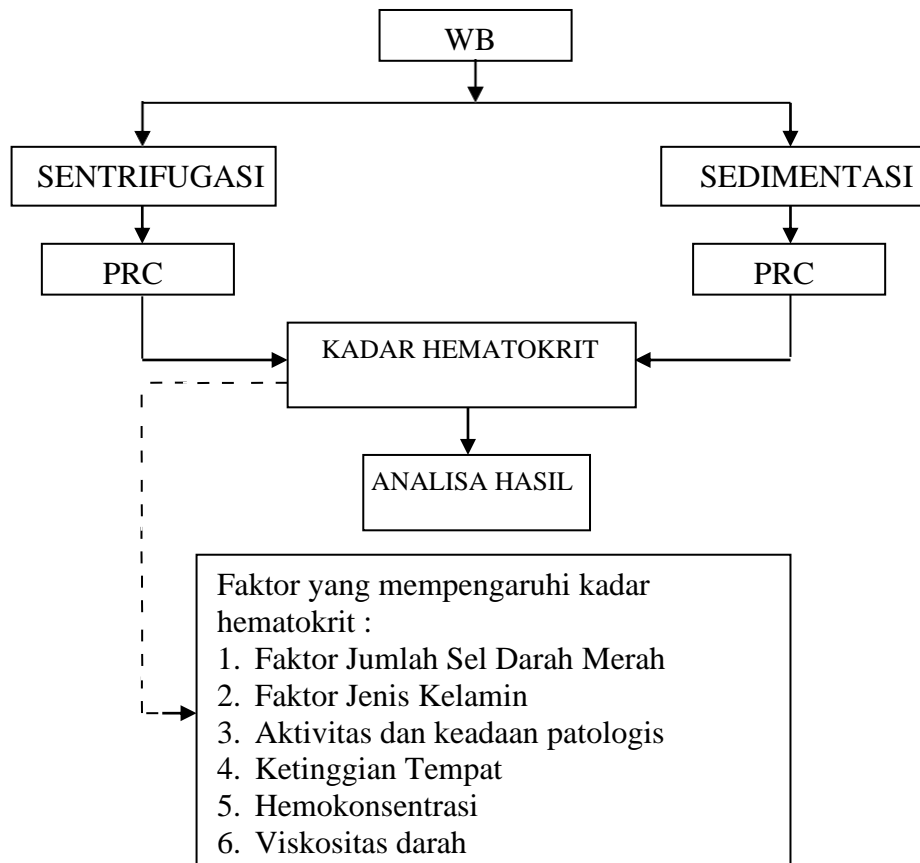 WB
SENTRIFUGASI
SEDIMENTASI
PRC
PRC
KADAR HEMATOKRIT
ANALISA HASIL
Faktor yang mempengaruhi kadar
hematokrit :
1. Faktor Jumlah Sel Darah Merah
2. Faktor Jenis Kelamin
3. Aktivitas dan keadaan patologis
4. Ketinggian Tempat
5. Hemokonsentrasi
6. Viskositas darah